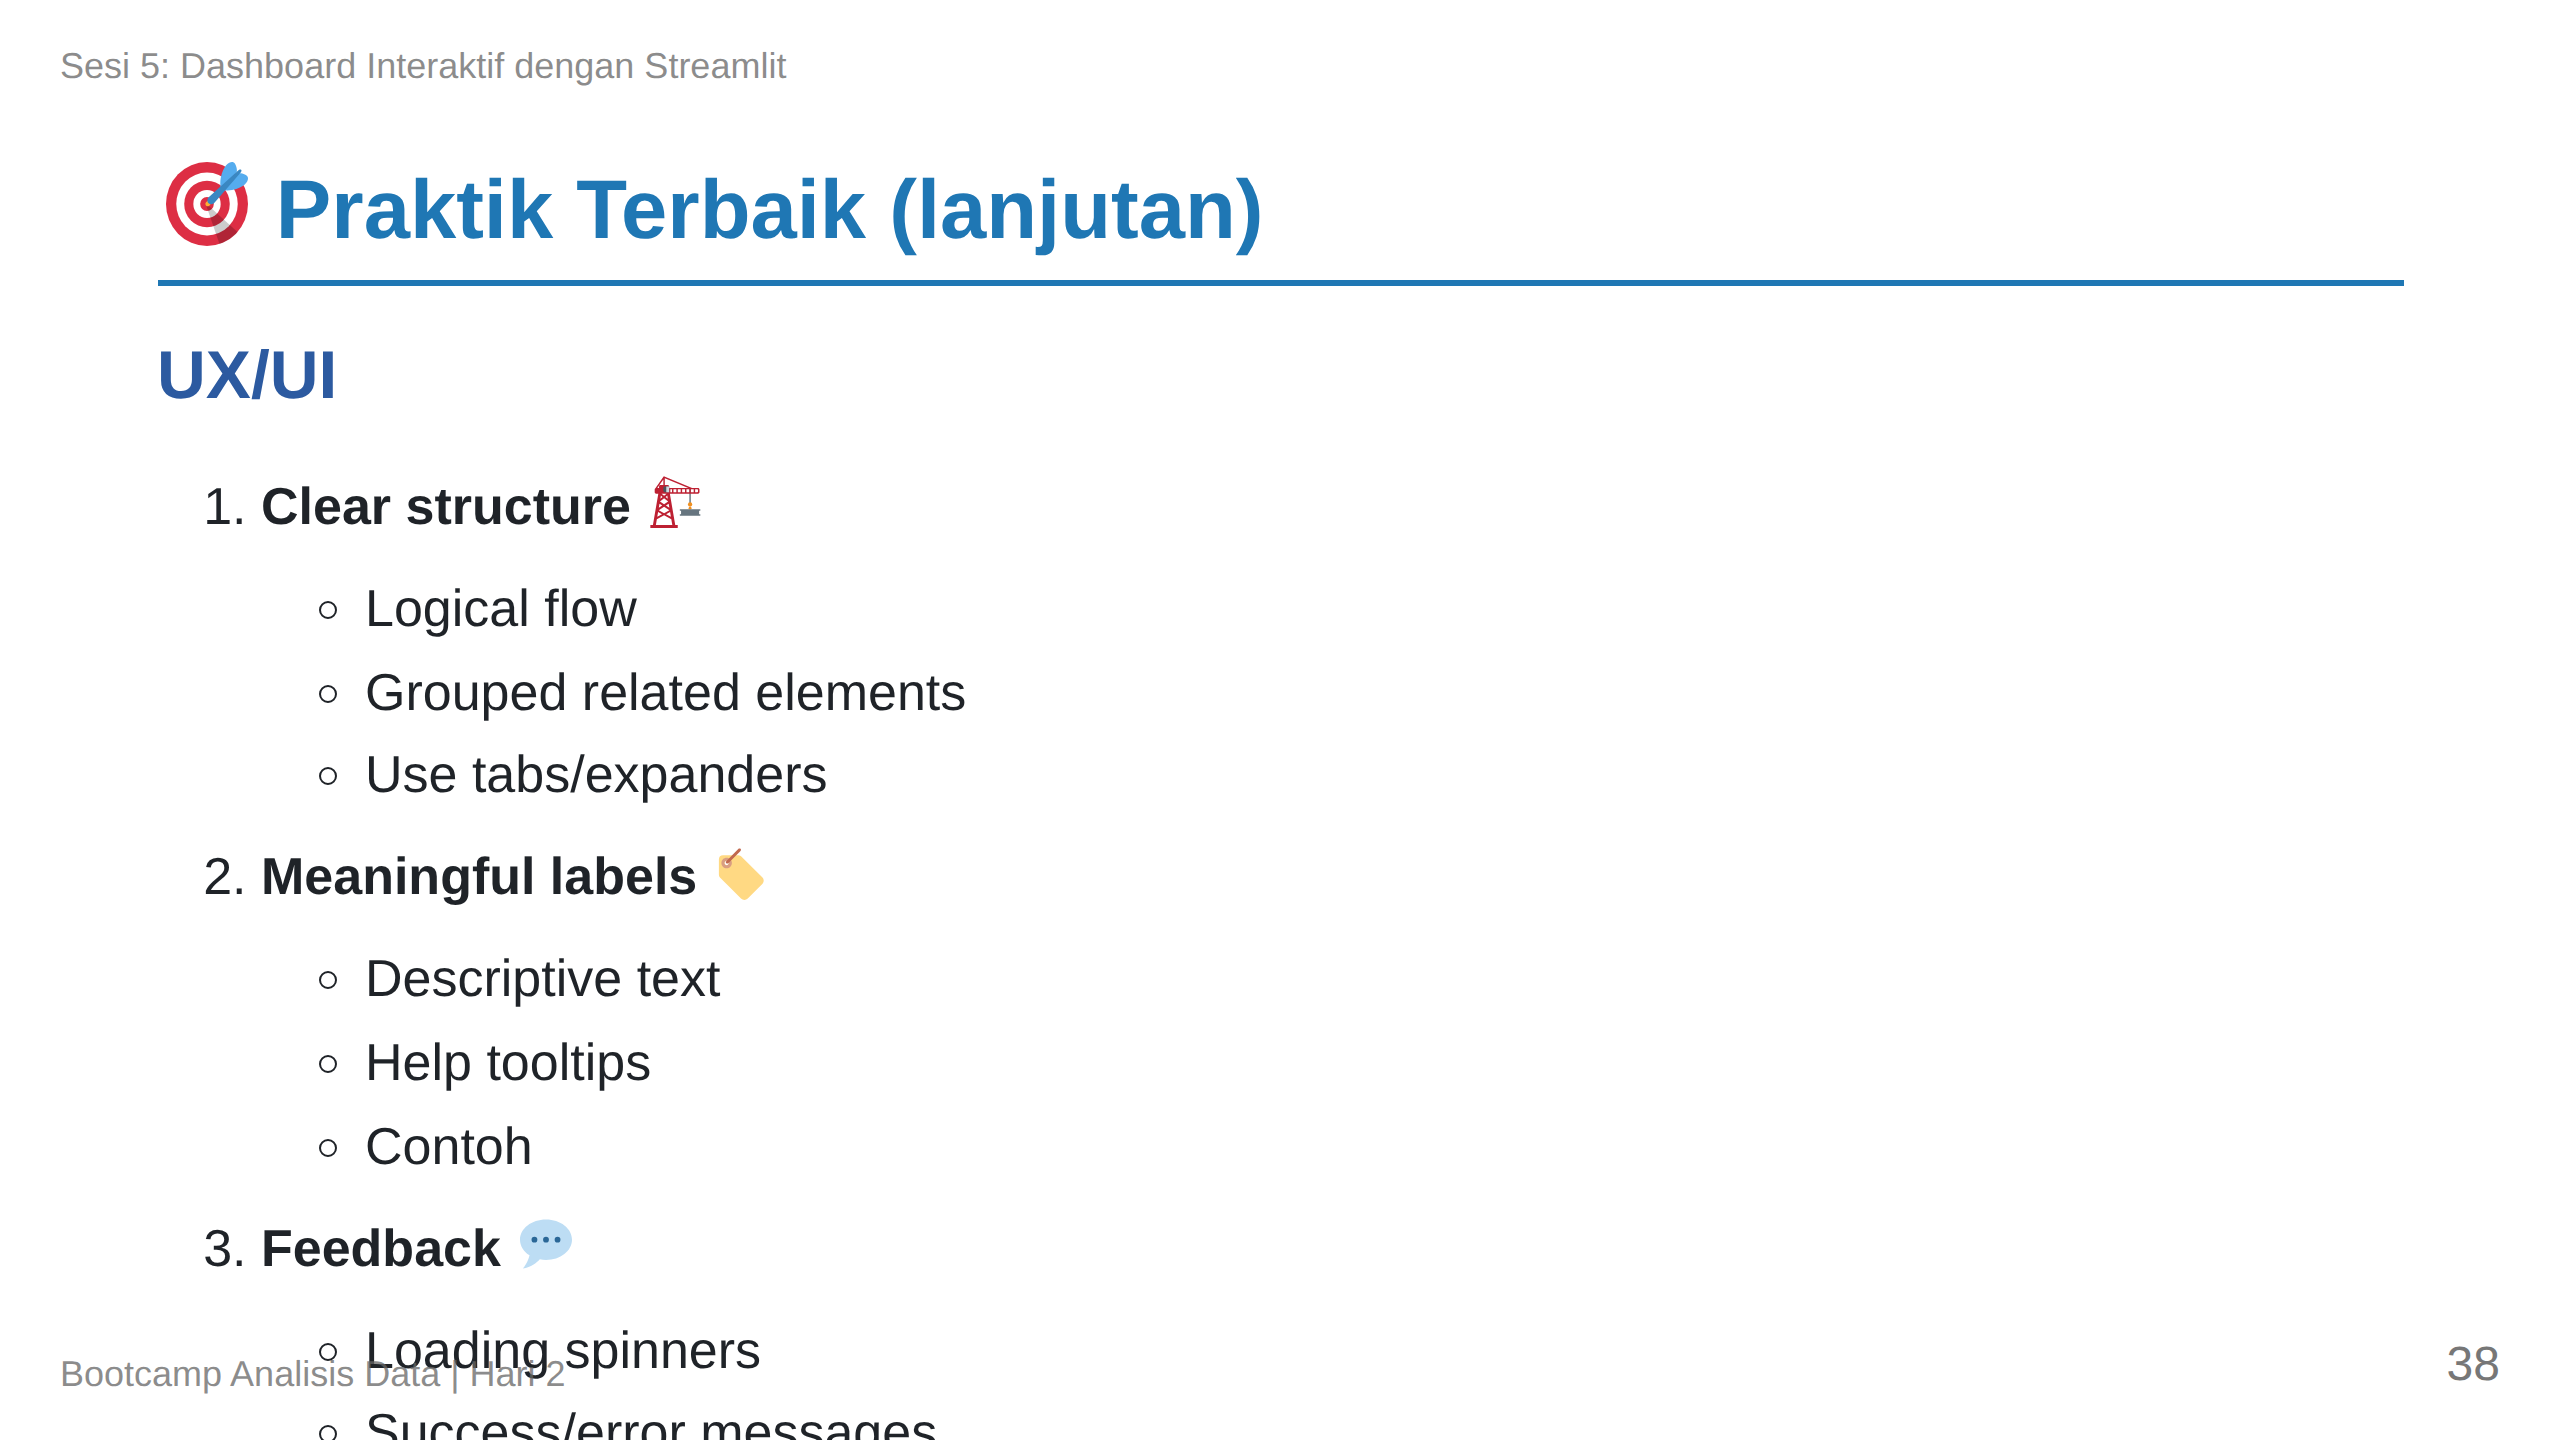 Sesi 5: Dashboard Interaktif dengan Streamlit
🎯 Praktik Terbaik (lanjutan)
UX/UI
1. Clear structure 🏗️
○ Logical flow
○ Grouped related elements
○ Use tabs/expanders
2. Meaningful labels 🏷️
○ Descriptive text
○ Help tooltips
○ Contoh
3. Feedback 💬
○ Loading spinners
Bootcamp Analisis Data | Hari 2
38
○ Success/error messages